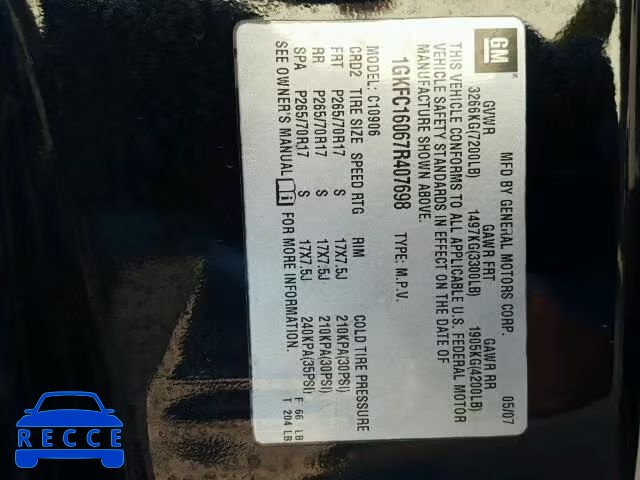 GM
MFD BY GENERAL MOTORS CORP. 05/07
GVWR GAWR FRT GAWR RR
3266KG(7200LB) 1497KG(3300LB) 1905KG(4200LB)
THIS VEHICLE CONFORMS TO ALL APPLICABLE U.S. FEDERAL MOTOR
VEHICLE SAFETY STANDARDS IN EFFECT ON THE DATE OF
MANUFACTURE SHOWN ABOVE.
1GKFC16067R407698 TYPE: M.P.V.
MODEL: C10906
CRD2 TIRE SIZE SPEED RTG RIM COLD TIRE PRESSURE
FRT P265/70R17 S 17X7.5J 210KPA(30PSI)
RR P265/70R17 S 17X7.5J 210KPA(30PSI)
SPA P265/70R17 S 17X7.5J 240KPA(35PSI)
SEE OWNER'S MANUAL i FOR MORE INFORMATION.
F 66 LB
T 204 LB
RECCE